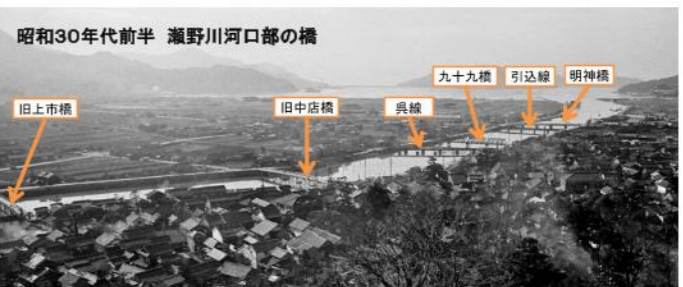 昭和30年代前半 瀬野川河口部の橋
九十九橋
引込線
明神橋
旧上市橋
旧中店橋
呉線